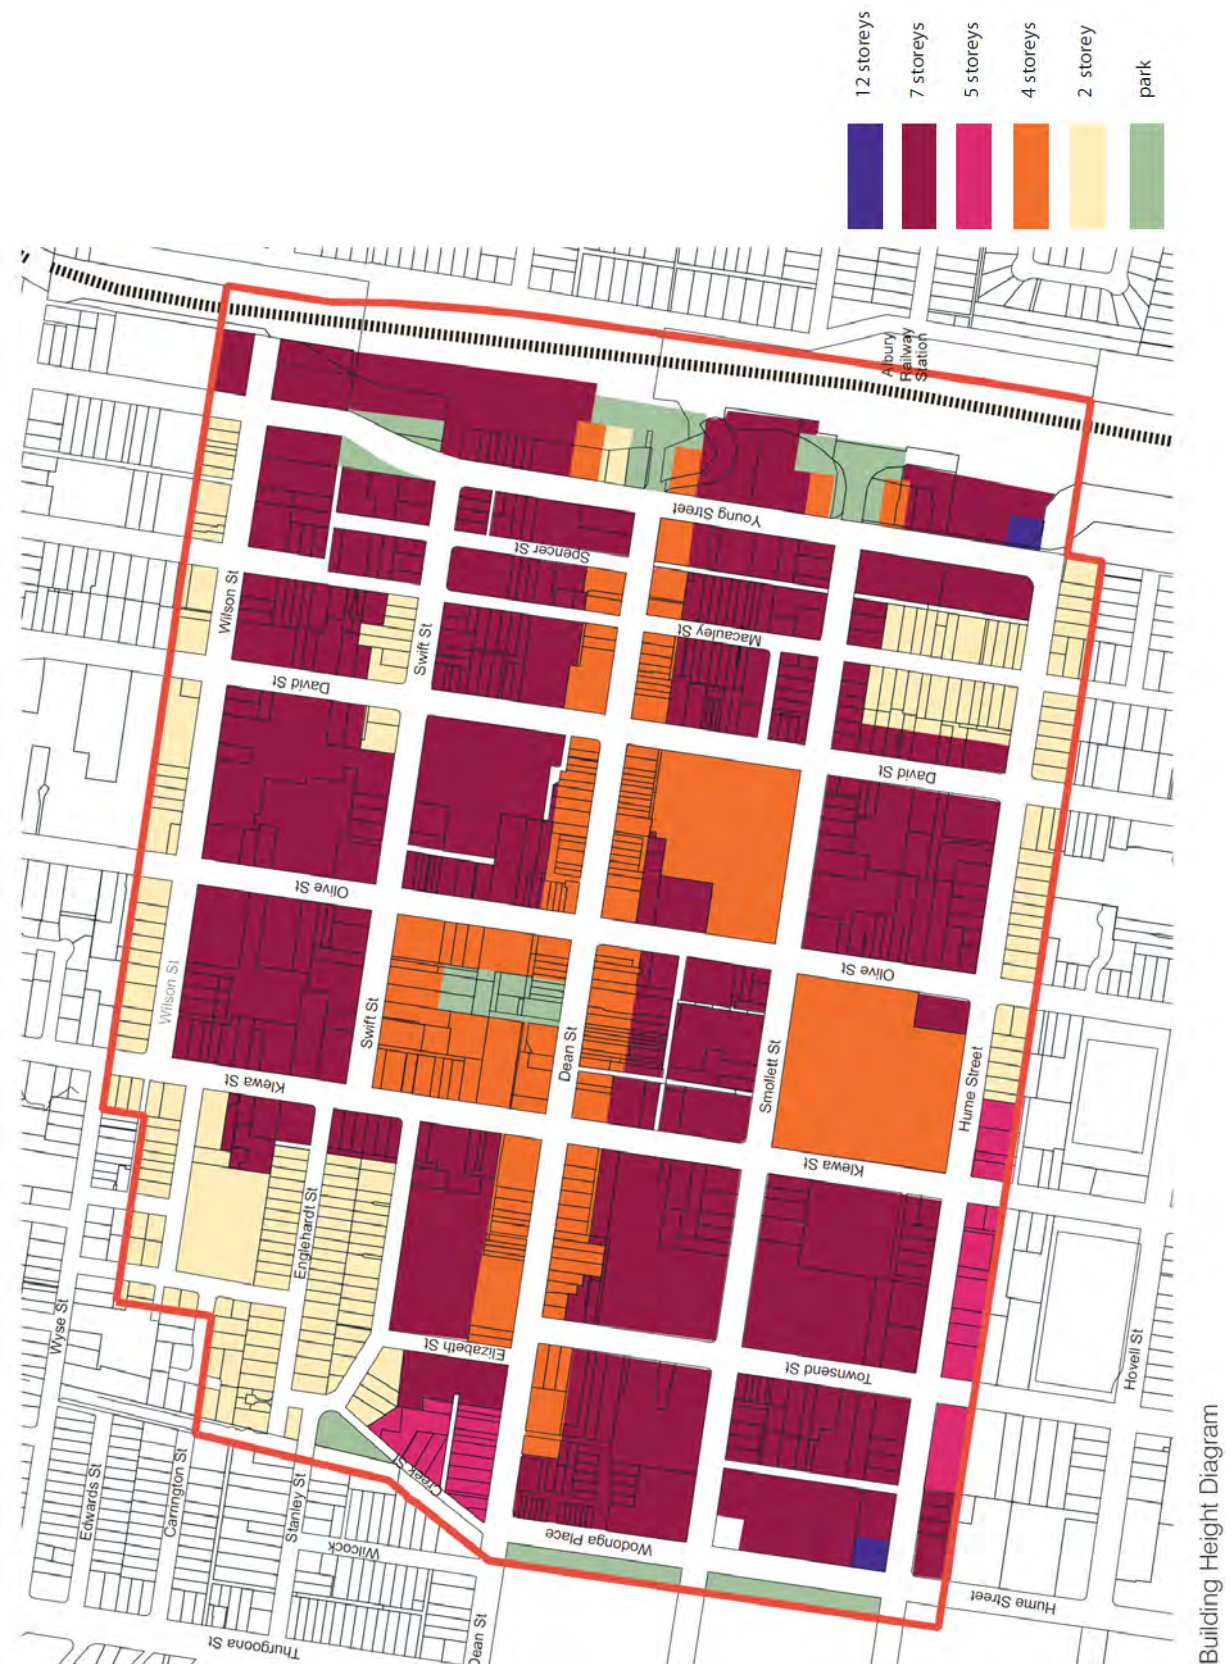 12 storeys
7 storeys
5 storeys
4 storeys
2 storey
park
Albury
Railway
Station
Young Street
Spencer St
Wilson St
Swift St
Macauley St
David St
David St
Olive St
Wilson St
Swift St
Olive St
Dean St
Smollett St
Hume Street
Kiewa St
Kiewa St
Englehardt St
Wyse St
Elizabeth St
Townsend St
Hovell St
Creek St
Edwards St
Carrington St
Stanley St
Wilcock
Wodonga Place
Hume Street
Thurgoona St
Dean St
Building Height Diagram